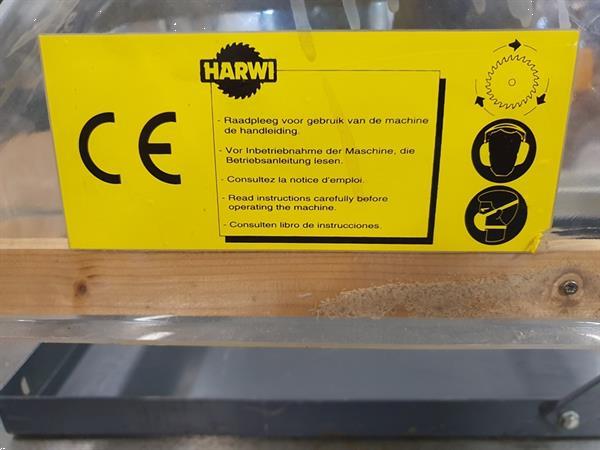 HARWI
CE
- Raadpleeg voor gebruik van de machine
de handleiding.
- Vor Inbetriebnahme der Maschine, die
Betriebsanleitung lesen.
- Consultez la notice d'emploi.
- Read instructions carefully before
operating the machine.
- Consulten libro de instrucciones.